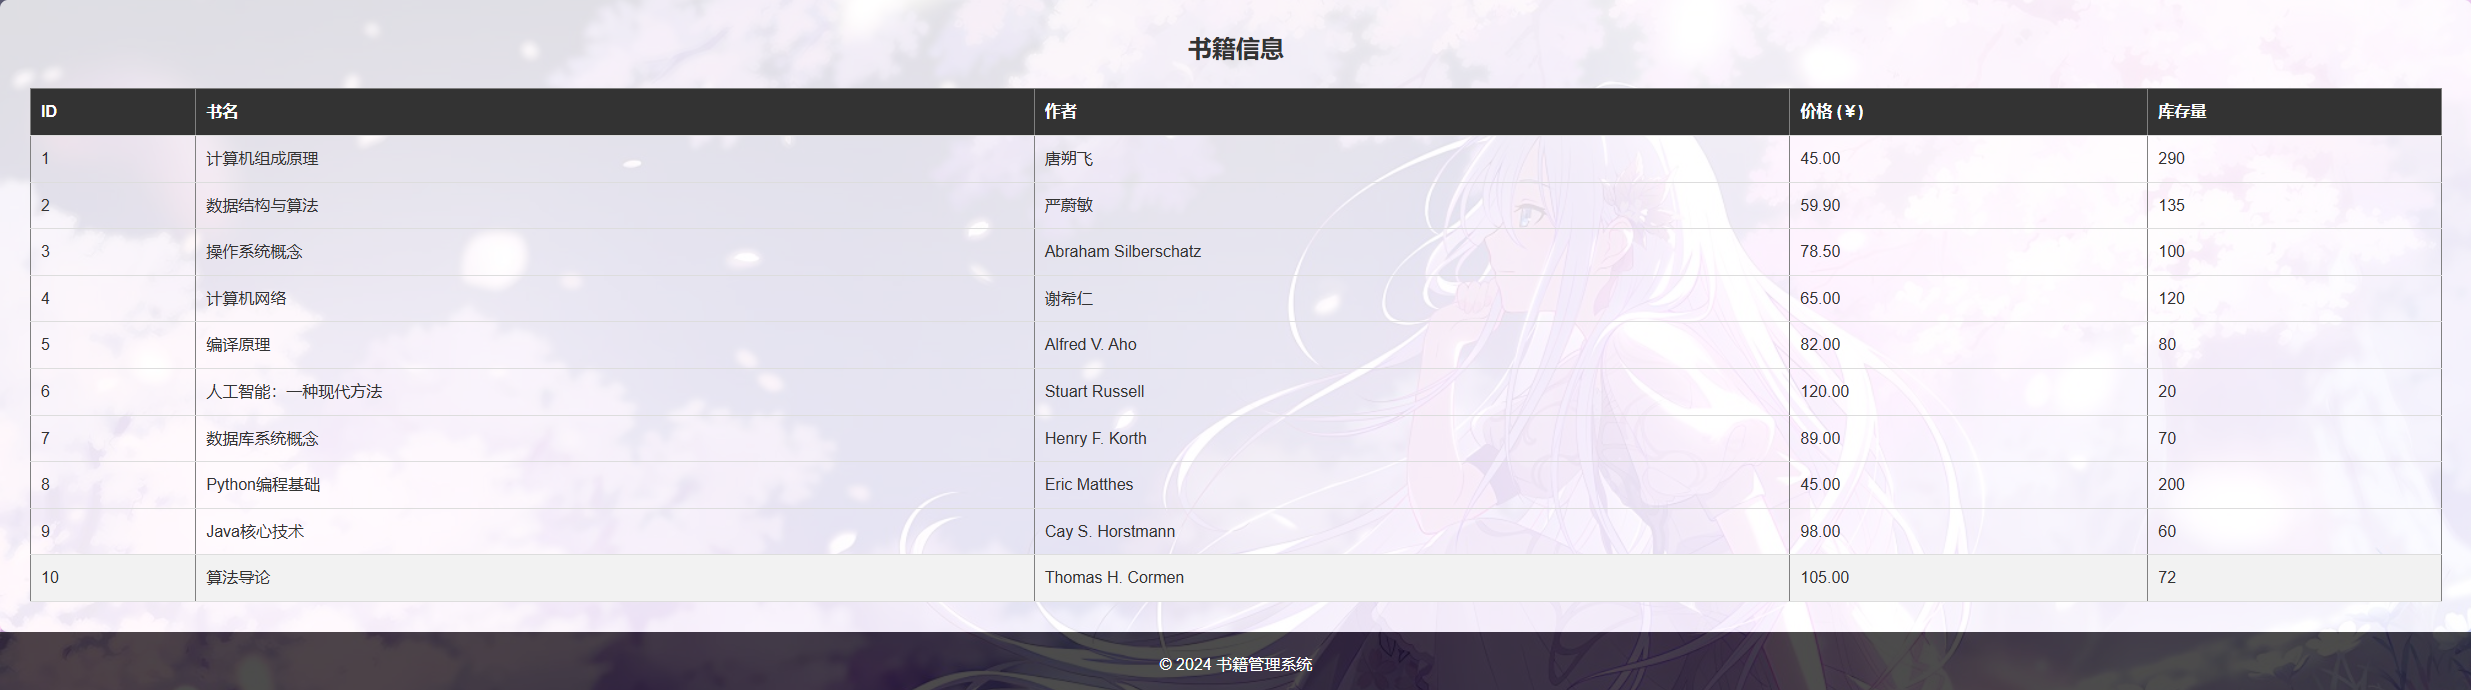 书籍信息
ID 书名 作者 价格 (¥) 库存量
1 计算机组成原理 唐朔飞 45.00 290
2 数据结构与算法 严蔚敏 59.90 135
3 操作系统概念 Abraham Silberschatz 78.50 100
4 计算机网络 谢希仁 65.00 120
5 编译原理 Alfred V. Aho 82.00 80
6 人工智能：一种现代方法 Stuart Russell 120.00 20
7 数据库系统概念 Henry F. Korth 89.00 70
8 Python编程基础 Eric Matthes 45.00 200
9 Java核心技术 Cay S. Horstmann 98.00 60
10 算法导论 Thomas H. Cormen 105.00 72
© 2024 书籍管理系统